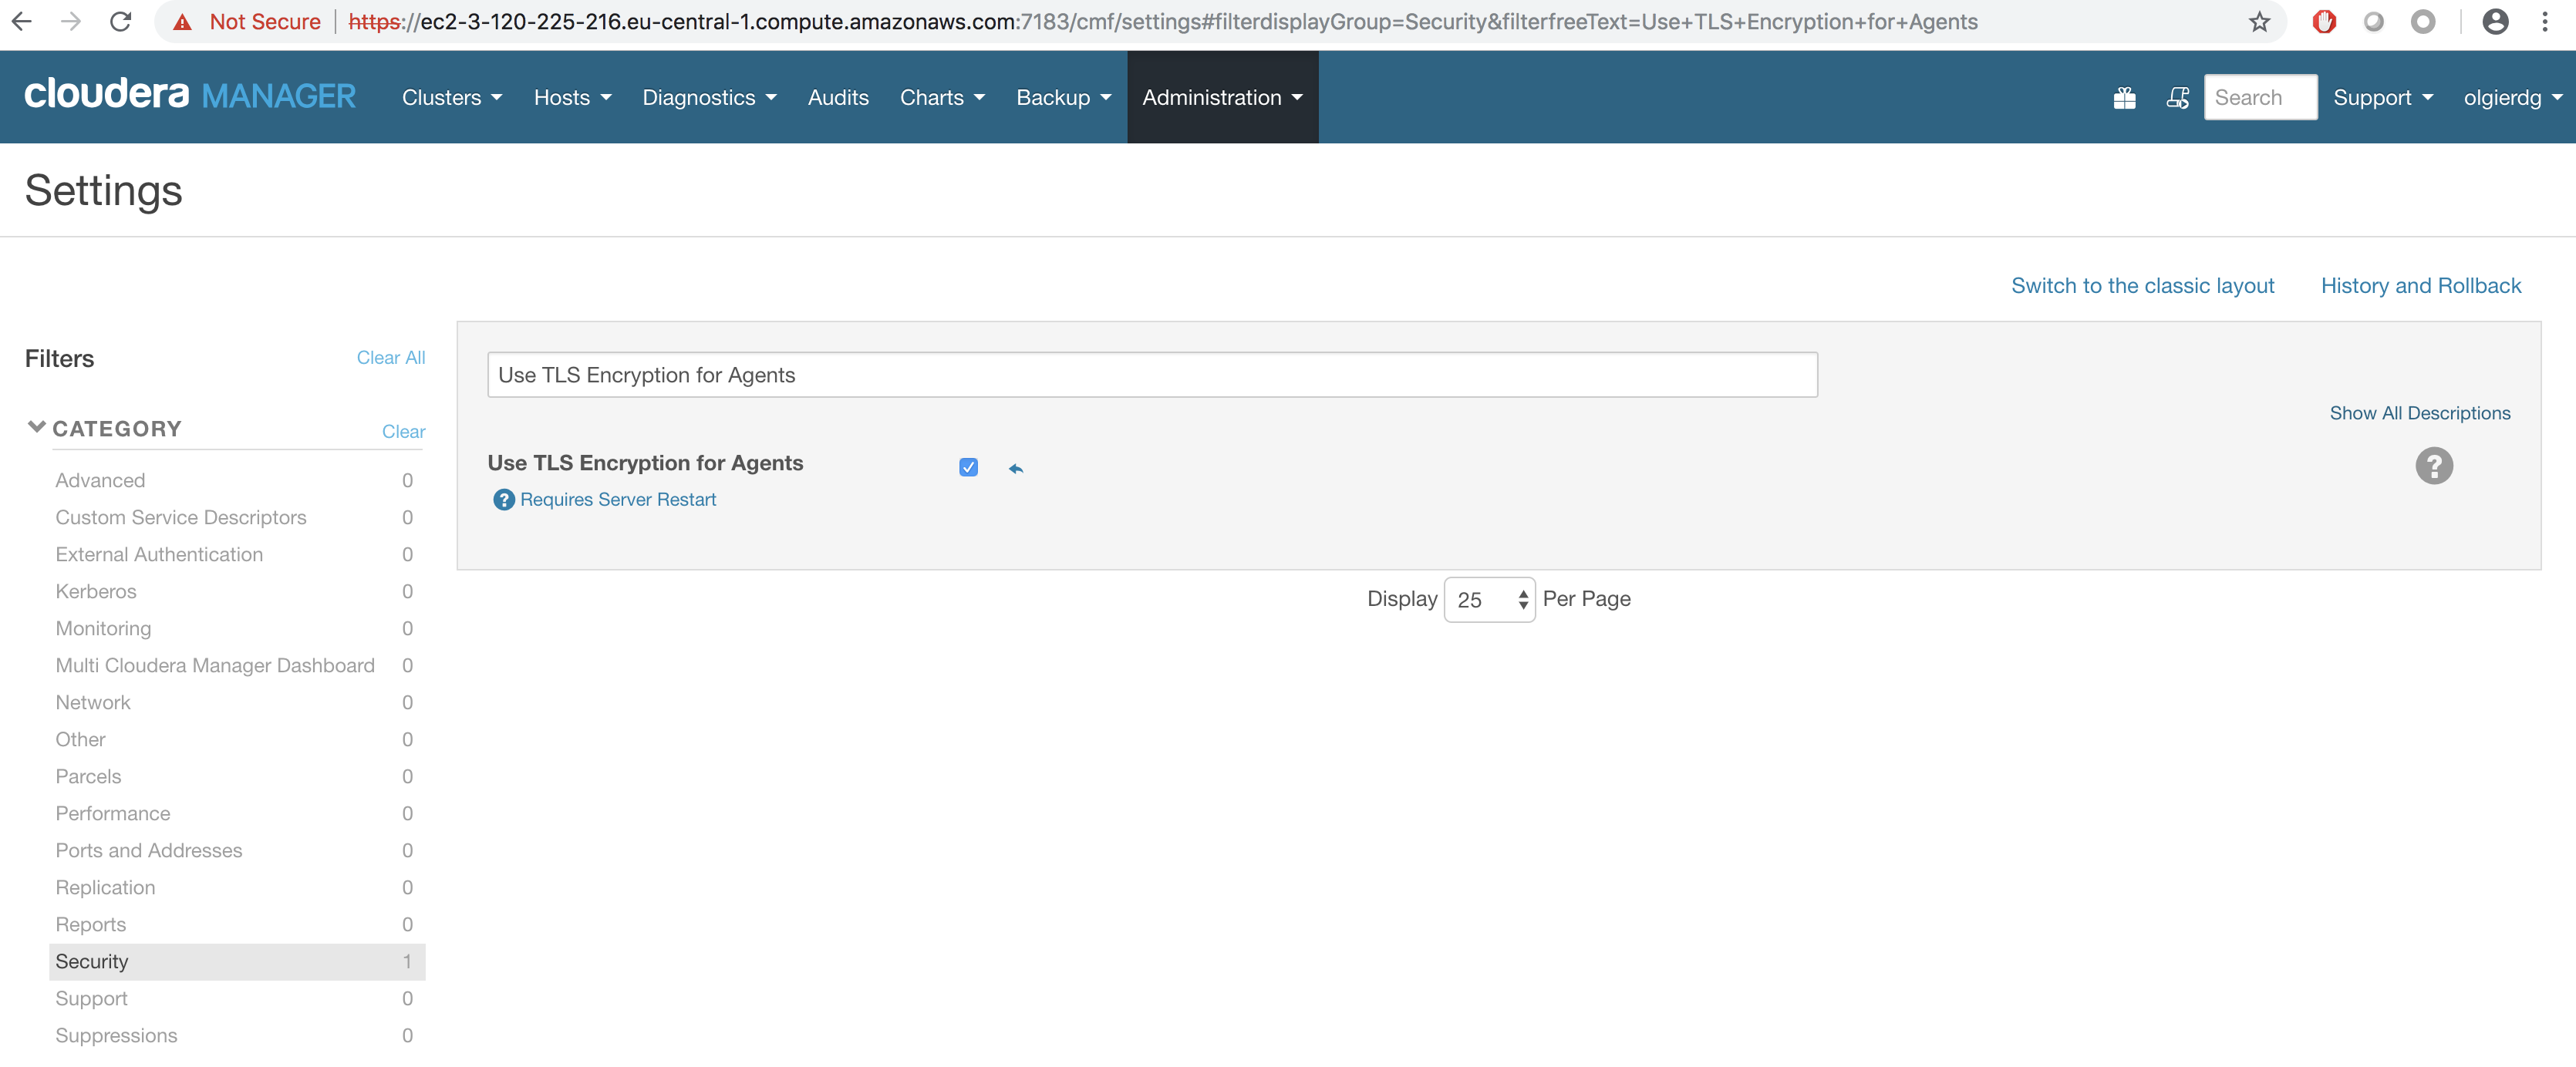 Not Secure https://ec2-3-120-225-216.eu-central-1.compute.amazonaws.com:7183/cmf/settings#filterdisplayGroup=Security&filterfreeText=Use+TLS+Encryption+for+Agents
cloudera MANAGER Clusters Hosts Diagnostics Audits Charts Backup Administration Search Support olgierdg
Settings
Switch to the classic layout History and Rollback
Filters Clear All
Use TLS Encryption for Agents
Show All Descriptions
CATEGORY Clear
Use TLS Encryption for Agents
? Requires Server Restart
?
Advanced 0
Custom Service Descriptors 0
External Authentication 0
Kerberos 0
Monitoring 0
Multi Cloudera Manager Dashboard 0
Network 0
Other 0
Parcels 0
Performance 0
Ports and Addresses 0
Replication 0
Reports 0
Security 1
Support 0
Suppressions 0
Display 25 Per Page